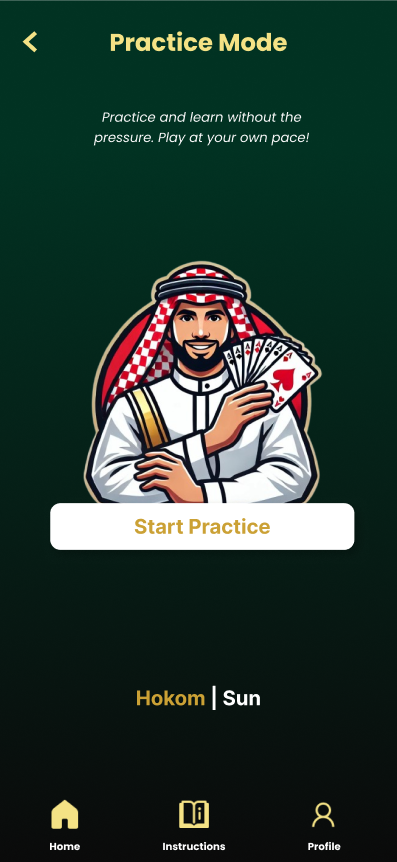 Practice Mode
Practice and learn without the
pressure. Play at your own pace!
Start Practice
Hokom | Sun
Home Instructions Profile